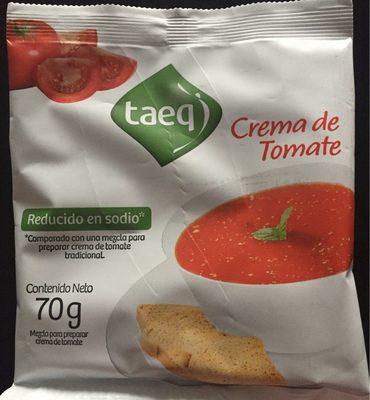 taeq
Crema de
Tomate
Reducido en sodio*
*Comparado con una mezcla para
preparar crema de tomate
tradicional.
Contenido Neto
70g
Mezcla para preparar
crema de tomate